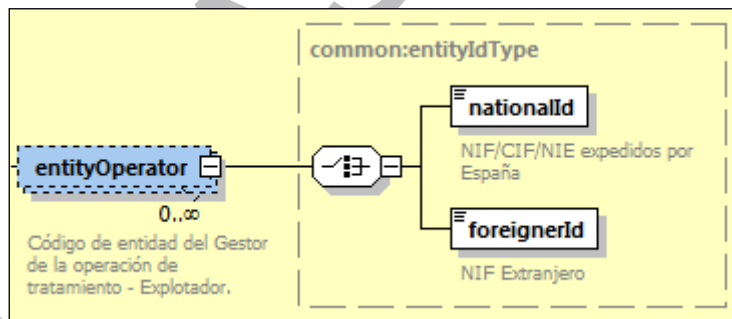 common:entityIdType
nationalId
NIF/CIF/NIE expedidos por
España
entityOperator
0..∞
Código de entidad del Gestor
de la operación de
tratamiento - Explotador.
foreignerId
NIF Extranjero